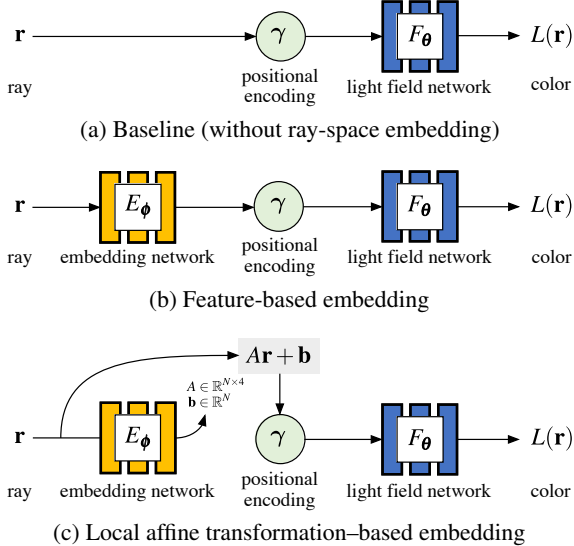 r γ F_θ L(r)
ray positional encoding light field network color
(a) Baseline (without ray-space embedding)
r E_ϕ γ F_θ L(r)
ray embedding network positional encoding light field network color
(b) Feature-based embedding
Ar + b
A ∈ ℝ^{N×4}
b ∈ ℝ^N
r E_ϕ γ F_θ L(r)
ray embedding network positional encoding light field network color
(c) Local affine transformation–based embedding